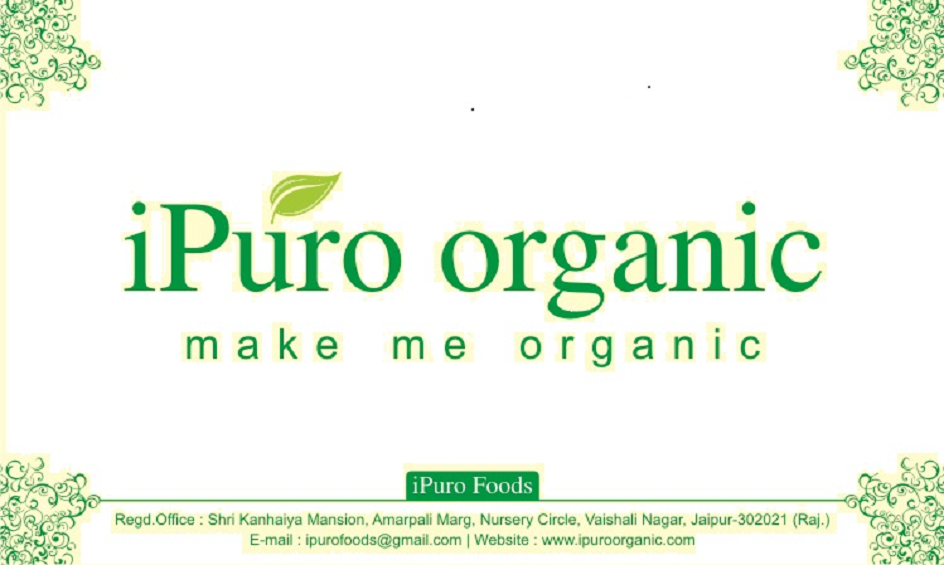 iPuro organic
make me organic
iPuro Foods
Regd.Office : Shri Kanhaiya Mansion, Amarpali Marg, Nursery Circle, Vaishali Nagar, Jaipur-302021 (Raj.)
E-mail : ipurofoods@gmail.com | Website : www.ipuroorganic.com